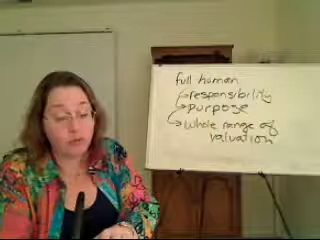 full human
↳responsibility
↳purpose
↳whole range of
valuation